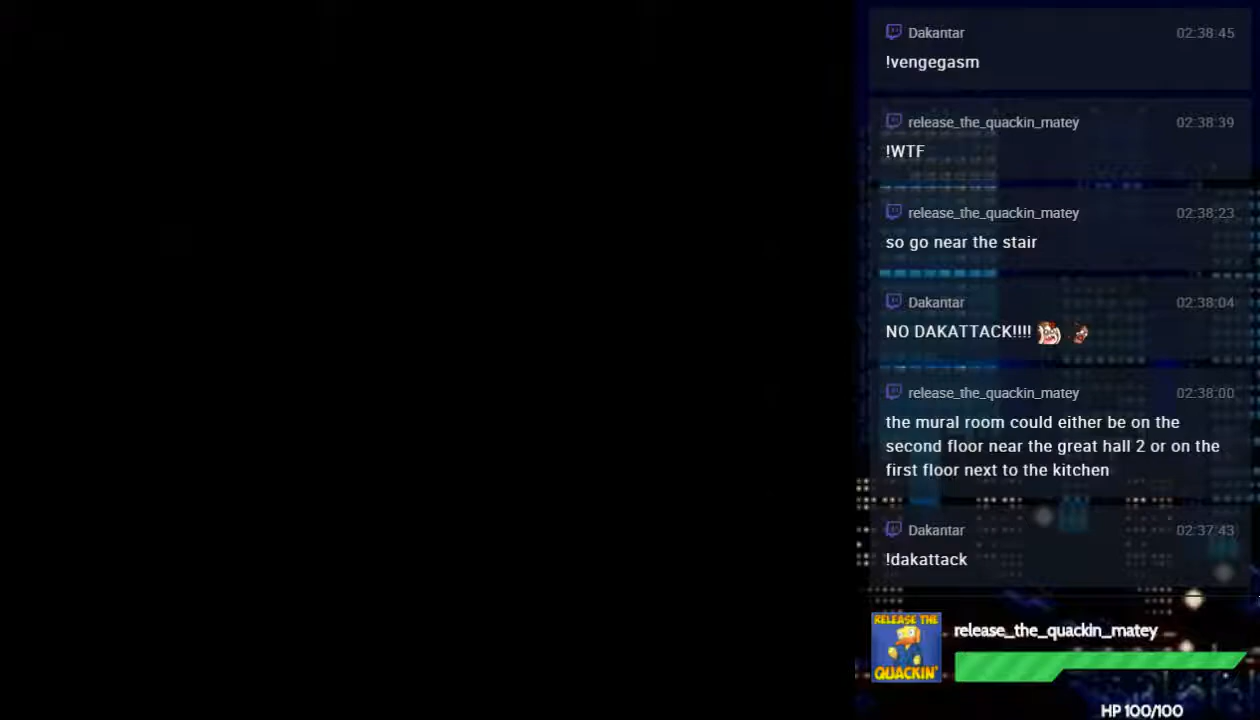 Dakantar 02:38:45
!vengegasm
release_the_quackin_matey 02:38:39
!WTF
release_the_quackin_matey 02:38:23
so go near the stair
Dakantar 02:38:04
NO DAKATTACK!!!!
release_the_quackin_matey 02:38:00
the mural room could either be on the
second floor near the great hall 2 or on the
first floor next to the kitchen
Dakantar 02:37:43
!dakattack
RELEASE THE
QUACKIN'
release_the_quackin_matey
HP 100/100